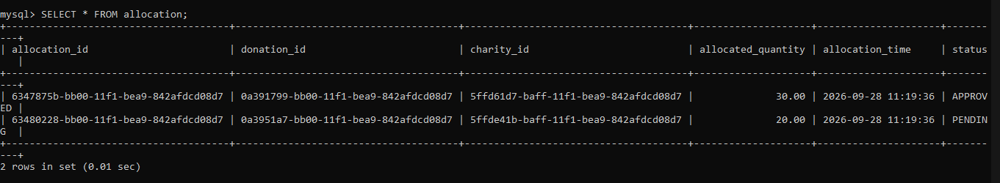 mysql> SELECT * FROM allocation;
+--------------------------------------+--------------------------------------+--------------------------------------+--------------------+---------------------+-------
---+
| allocation_id                        | donation_id                          | charity_id                           | allocated_quantity | allocation_time     | status
   |
+--------------------------------------+--------------------------------------+--------------------------------------+--------------------+---------------------+-------
---+
| 6347875b-bb00-11f1-bea9-842afdcd08d7 | 0a391799-bb00-11f1-bea9-842afdcd08d7 | 5ffd61d7-baff-11f1-bea9-842afdcd08d7 |              30.00 | 2026-09-28 11:19:36 | APPROV
ED |
| 63480228-bb00-11f1-bea9-842afdcd08d7 | 0a3951a7-bb00-11f1-bea9-842afdcd08d7 | 5ffde41b-baff-11f1-bea9-842afdcd08d7 |              20.00 | 2026-09-28 11:19:36 | PENDIN
G  |
+--------------------------------------+--------------------------------------+--------------------------------------+--------------------+---------------------+-------
---+
2 rows in set (0.01 sec)